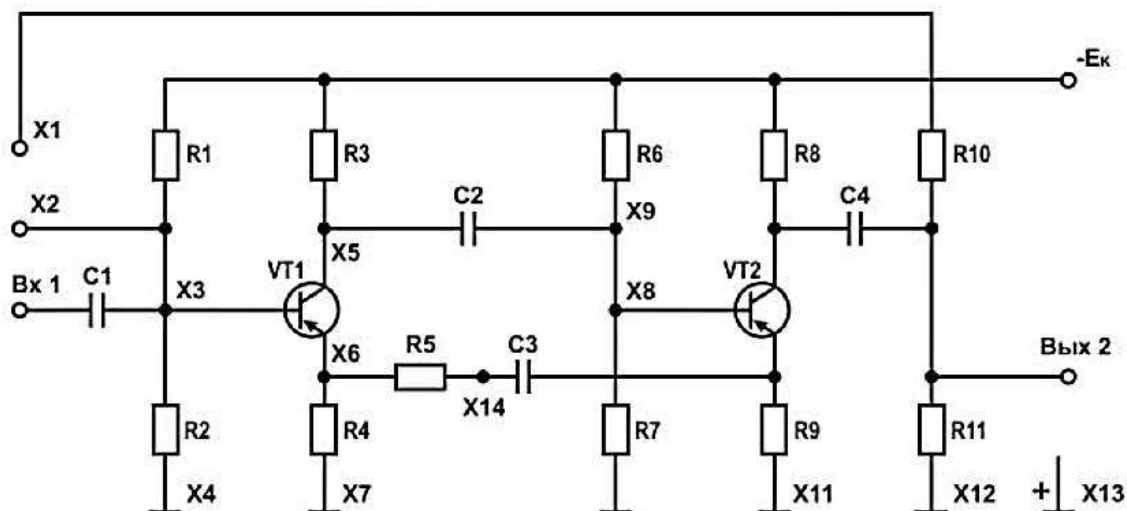 -Ек
X1
R1
R3
R6
R8
R10
X2
C2
X9
C4
X5
Вх 1
C1
X3
VT1
X8
VT2
X6
R5
C3
Вых 2
X14
R2
R4
R7
R9
R11
X4
X7
X11
X12
+
X13